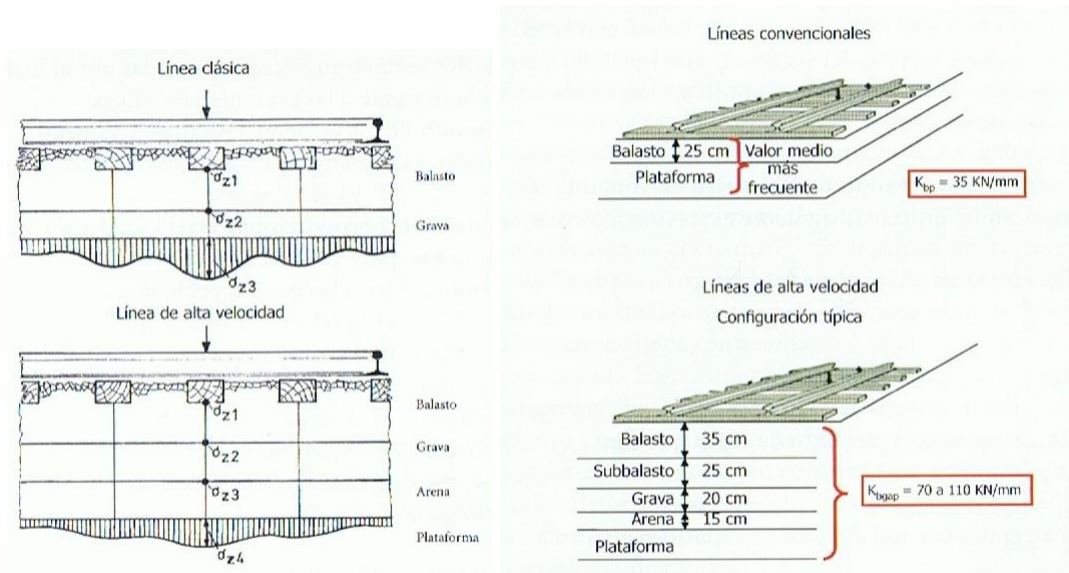 Línea clásica
σz1
Balasto
σz2
Grava
σz3
Línea de alta velocidad
σz1
Balasto
σz2
Grava
σz3
Arena
σz4
Plataforma
Líneas convencionales
Balasto 25 cm Valor medio
más
Plataforma frecuente
Kbp = 35 KN/mm
Líneas de alta velocidad
Configuración típica
Balasto 35 cm
Subbalasto 25 cm
Grava 20 cm
Arena 15 cm
Plataforma
Kbgap = 70 a 110 KN/mm